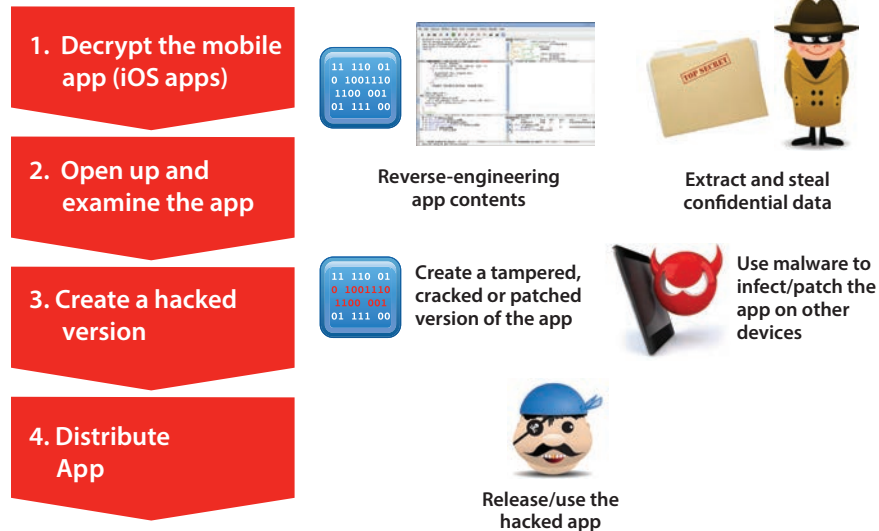 1. Decrypt the mobile
app (iOS apps)
11 110 01
0 1001110
1100 001
01 111 00
TOP SECRET
2. Open up and
examine the app
Reverse-engineering
app contents
Extract and steal
confidential data
3. Create a hacked
version
11 110 01
0 1001110
1100 001
01 111 00
Create a tampered,
cracked or patched
version of the app
Use malware to
infect/patch the
app on other
devices
4. Distribute
App
Release/use the
hacked app